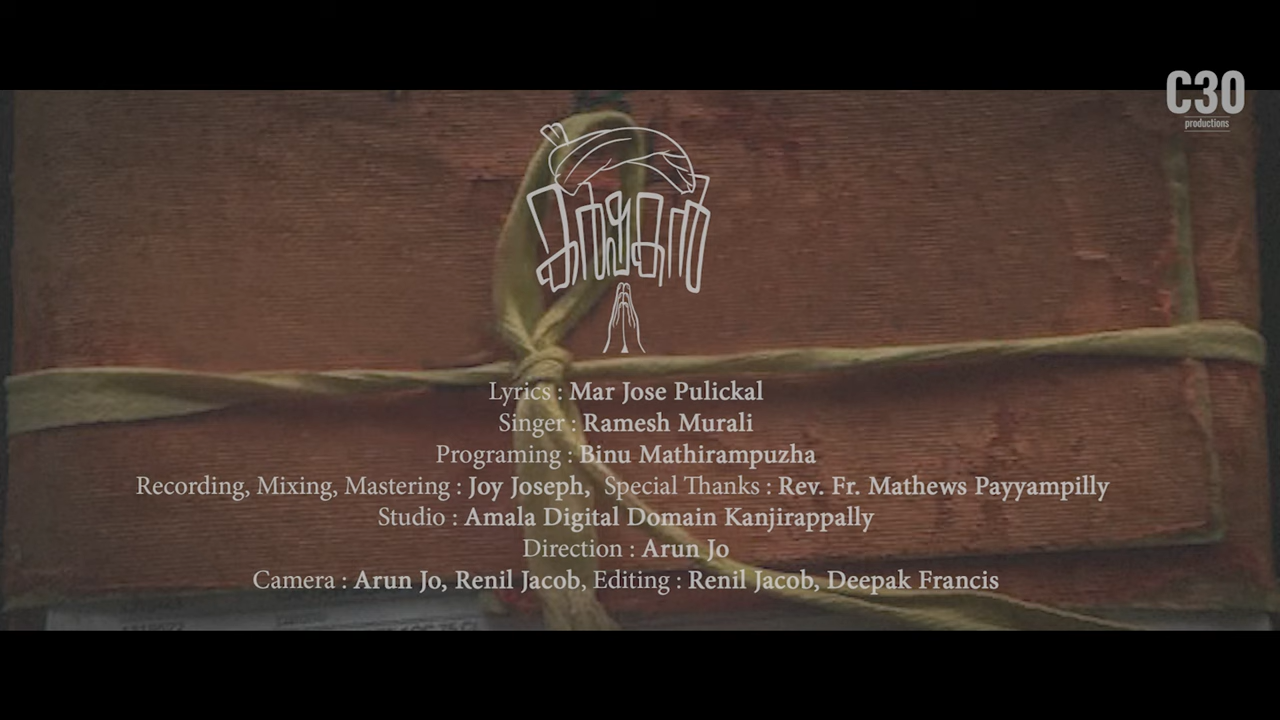 C30
productions
കർഷകൻ
Lyrics : Mar Jose Pulickal
Singer : Ramesh Murali
Programing : Binu Mathirampuzha
Recording, Mixing, Mastering : Joy Joseph, Special Thanks : Rev. Fr. Mathews Payyampilly
Studio : Amala Digital Domain Kanjirappally
Direction : Arun Jo
Camera : Arun Jo, Renil Jacob, Editing : Renil Jacob, Deepak Francis